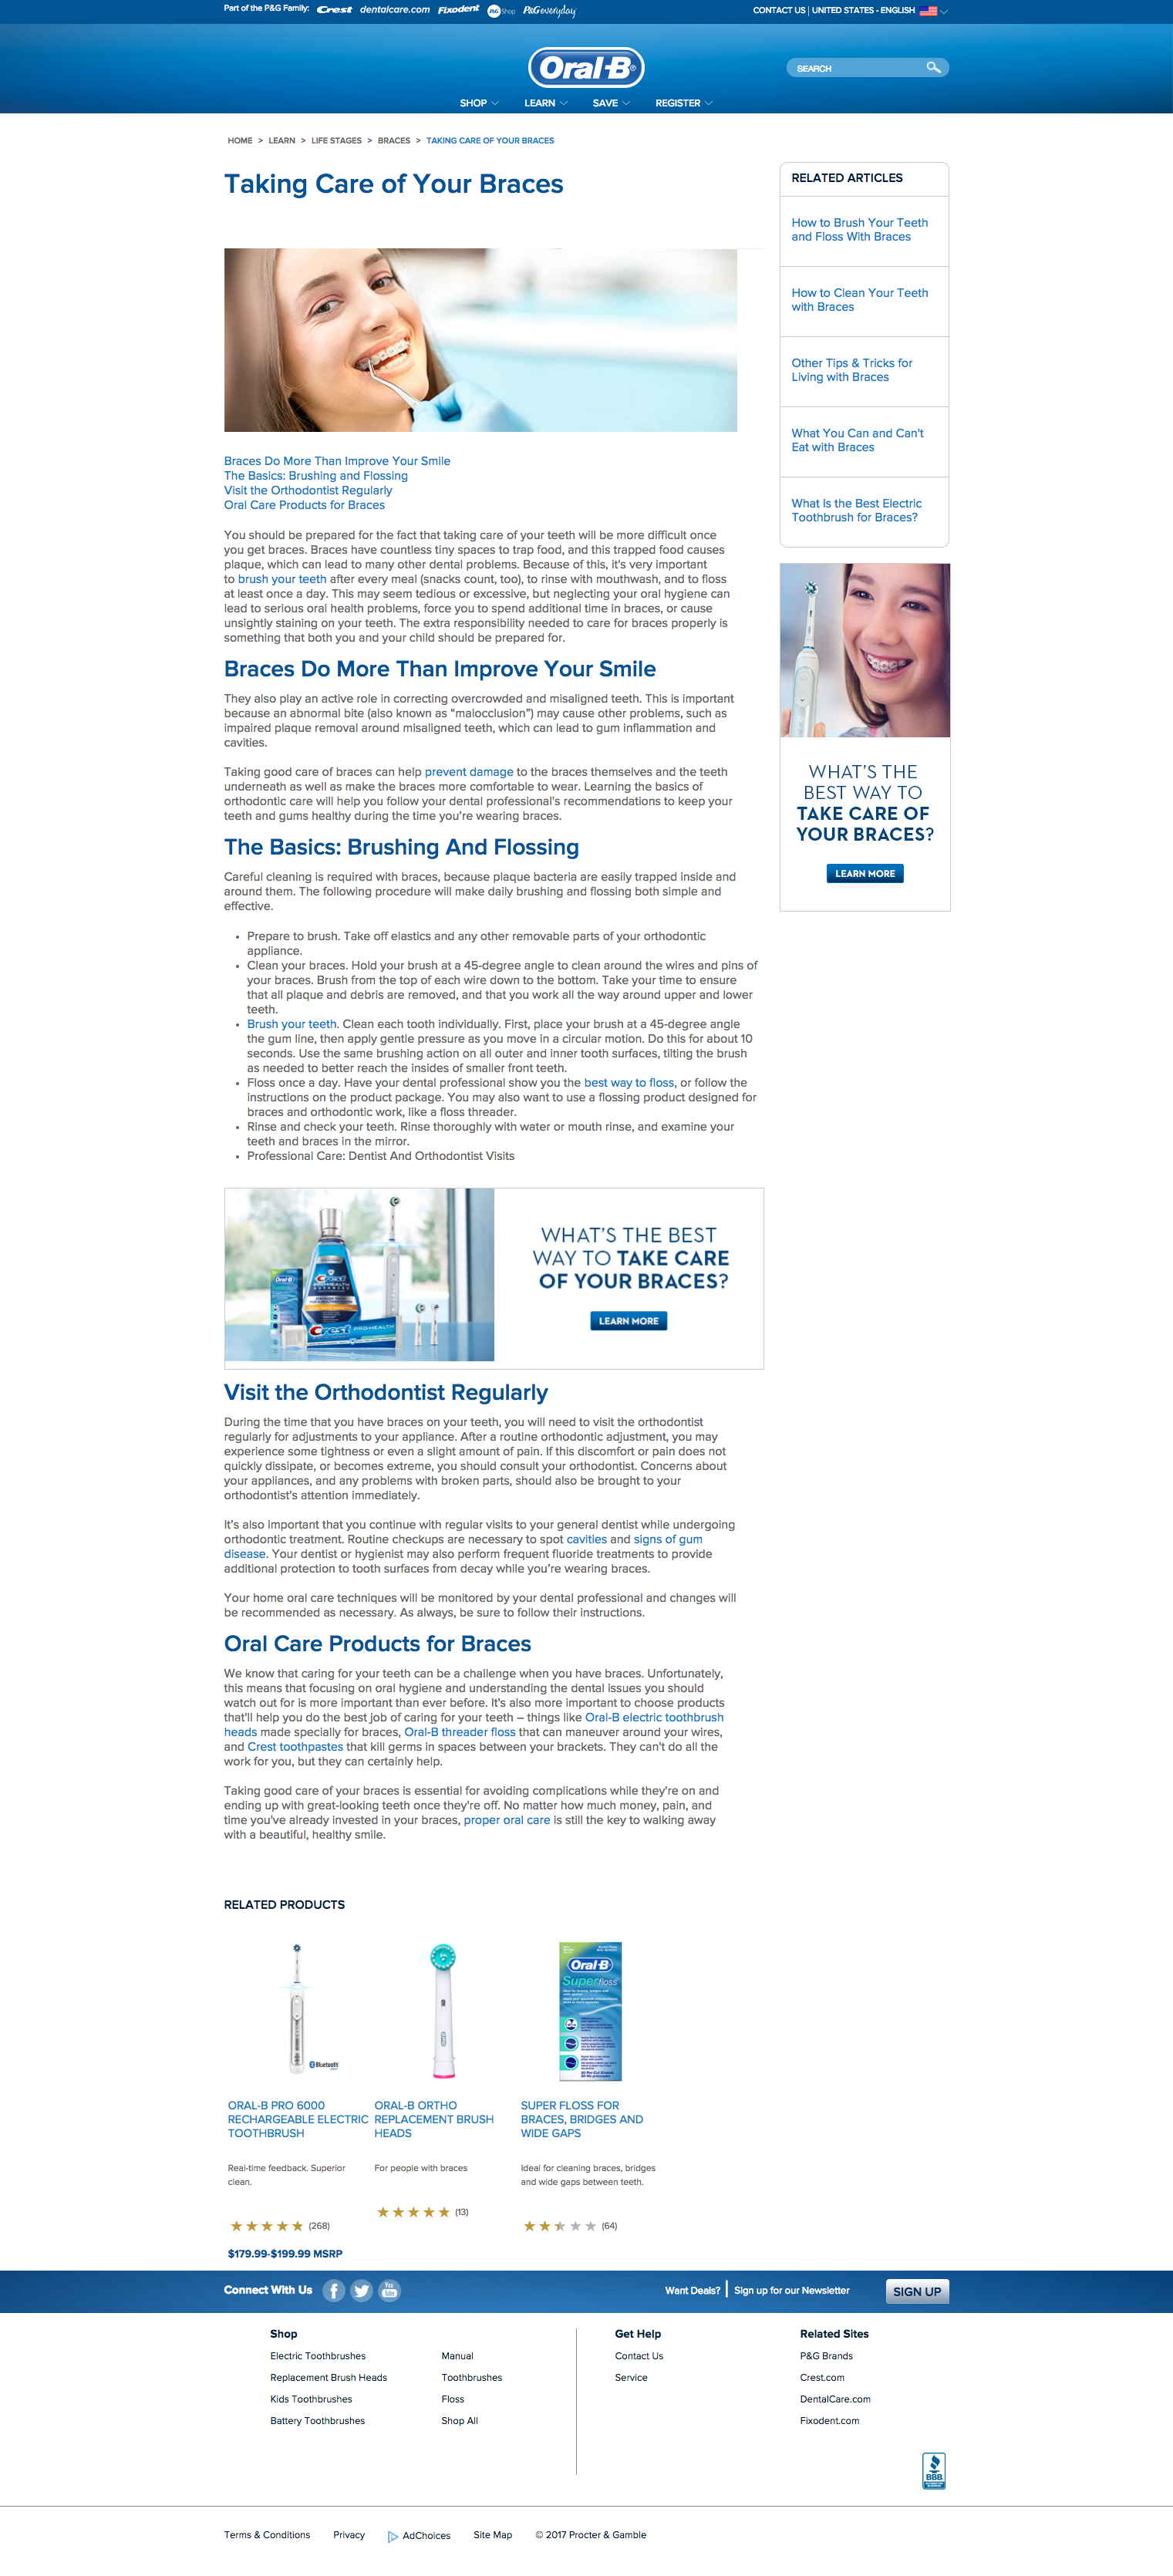 Part of the P&G Family: Crest dentalcare.com Fixodent P&G Shop P&G everyday
CONTACT US | UNITED STATES - ENGLISH
Oral-B
SEARCH
SHOP LEARN SAVE REGISTER
HOME > LEARN > LIFE STAGES > BRACES > TAKING CARE OF YOUR BRACES
Taking Care of Your Braces
Braces Do More Than Improve Your Smile
The Basics: Brushing and Flossing
Visit the Orthodontist Regularly
Oral Care Products for Braces
You should be prepared for the fact that taking care of your teeth will be more difficult once
you get braces. Braces have countless tiny spaces to trap food, and this trapped food causes
plaque, which can lead to many other dental problems. Because of this, it's very important
to brush your teeth after every meal (snacks count, too), to rinse with mouthwash, and to floss
at least once a day. This may seem tedious or excessive, but neglecting your oral hygiene can
lead to serious oral health problems, force you to spend additional time in braces, or cause
unsightly staining on your teeth. The extra responsibility needed to care for braces properly is
something that both you and your child should be prepared for.
Braces Do More Than Improve Your Smile
They also play an active role in correcting overcrowded and misaligned teeth. This is important
because an abnormal bite (also known as “malocclusion”) may cause other problems, such as
impaired plaque removal around misaligned teeth, which can lead to gum inflammation and
cavities.
Taking good care of braces can help prevent damage to the braces themselves and the teeth
underneath as well as make the braces more comfortable to wear. Learning the basics of
orthodontic care will help you follow your dental professional's recommendations to keep your
teeth and gums healthy during the time you’re wearing braces.
The Basics: Brushing And Flossing
Careful cleaning is required with braces, because plaque bacteria are easily trapped inside and
around them. The following procedure will make daily brushing and flossing both simple and
effective.
• Prepare to brush. Take off elastics and any other removable parts of your orthodontic
appliance.
• Clean your braces. Hold your brush at a 45-degree angle to clean around the wires and pins of
your braces. Brush from the top of each wire down to the bottom. Take your time to ensure
that all plaque and debris are removed, and that you work all the way around upper and lower
teeth.
• Brush your teeth. Clean each tooth individually. First, place your brush at a 45-degree angle
the gum line, then apply gentle pressure as you move in a circular motion. Do this for about 10
seconds. Use the same brushing action on all outer and inner tooth surfaces, tilting the brush
as needed to better reach the insides of smaller front teeth.
• Floss once a day. Have your dental professional show you the best way to floss, or follow the
instructions on the product package. You may also want to use a flossing product designed for
braces and orthodontic work, like a floss threader.
• Rinse and check your teeth. Rinse thoroughly with water or mouth rinse, and examine your
teeth and braces in the mirror.
• Professional Care: Dentist And Orthodontist Visits
Oral-B
Crest
PRO-HEALTH
ADVANCED
Crest PRO-HEALTH
WHAT'S THE BEST
WAY TO TAKE CARE
OF YOUR BRACES?
LEARN MORE
Visit the Orthodontist Regularly
During the time that you have braces on your teeth, you will need to visit the orthodontist
regularly for adjustments to your appliance. After a routine orthodontic adjustment, you may
experience some tightness or even a slight amount of pain. If this discomfort or pain does not
quickly dissipate, or becomes extreme, you should consult your orthodontist. Concerns about
your appliances, and any problems with broken parts, should also be brought to your
orthodontist's attention immediately.
It’s also important that you continue with regular visits to your general dentist while undergoing
orthodontic treatment. Routine checkups are necessary to spot cavities and signs of gum
disease. Your dentist or hygienist may also perform frequent fluoride treatments to provide
additional protection to tooth surfaces from decay while you’re wearing braces.
Your home oral care techniques will be monitored by your dental professional and changes will
be recommended as necessary. As always, be sure to follow their instructions.
Oral Care Products for Braces
We know that caring for your teeth can be a challenge when you have braces. Unfortunately,
this means that focusing on oral hygiene and understanding the dental issues you should
watch out for is more important than ever before. It's also more important to choose products
that'll help you do the best job of caring for your teeth – things like Oral-B electric toothbrush
heads made specially for braces, Oral-B threader floss that can maneuver around your wires,
and Crest toothpastes that kill germs in spaces between your brackets. They can't do all the
work for you, but they can certainly help.
Taking good care of your braces is essential for avoiding complications while they're on and
ending up with great-looking teeth once they're off. No matter how much money, pain, and
time you've already invested in your braces, proper oral care is still the key to walking away
with a beautiful, healthy smile.
RELATED ARTICLES
How to Brush Your Teeth
and Floss With Braces
How to Clean Your Teeth
with Braces
Other Tips & Tricks for
Living with Braces
What You Can and Can't
Eat with Braces
What Is the Best Electric
Toothbrush for Braces?
WHAT'S THE
BEST WAY TO
TAKE CARE OF
YOUR BRACES?
LEARN MORE
RELATED PRODUCTS
Bluetooth
Oral-B
Superfloss
ORAL-B PRO 6000
RECHARGEABLE ELECTRIC
TOOTHBRUSH
Real-time feedback. Superior
clean.
(268)
$179.99-$199.99 MSRP
ORAL-B ORTHO
REPLACEMENT BRUSH
HEADS
For people with braces
(13)
SUPER FLOSS FOR
BRACES, BRIDGES AND
WIDE GAPS
Ideal for cleaning braces, bridges
and wide gaps between teeth.
(64)
Connect With Us
You Tube
Want Deals? | Sign up for our Newsletter
SIGN UP
Shop
Electric Toothbrushes
Replacement Brush Heads
Kids Toothbrushes
Battery Toothbrushes
Manual
Toothbrushes
Floss
Shop All
Get Help
Contact Us
Service
Related Sites
P&G Brands
Crest.com
DentalCare.com
Fixodent.com
BBB
Terms & Conditions Privacy AdChoices Site Map © 2017 Procter & Gamble